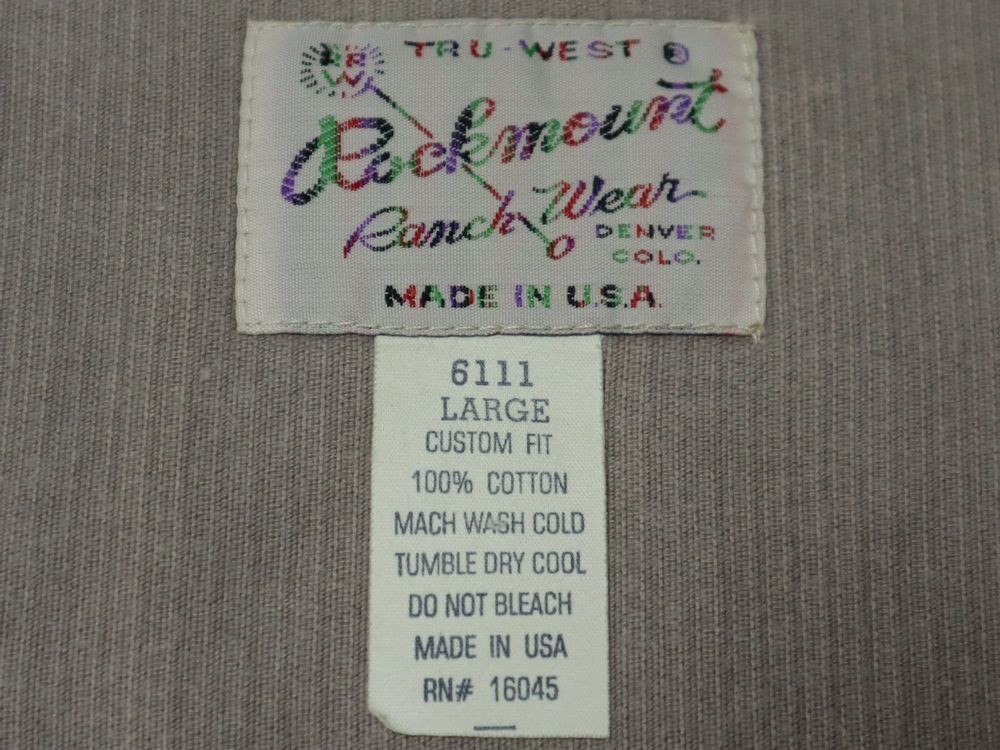 RR
W
TRU-WEST ®
Rockmount
Ranch Wear
DENVER
COLO.
MADE IN U.S.A.
6111
LARGE
CUSTOM FIT
100% COTTON
MACH WASH COLD
TUMBLE DRY COOL
DO NOT BLEACH
MADE IN USA
RN# 16045